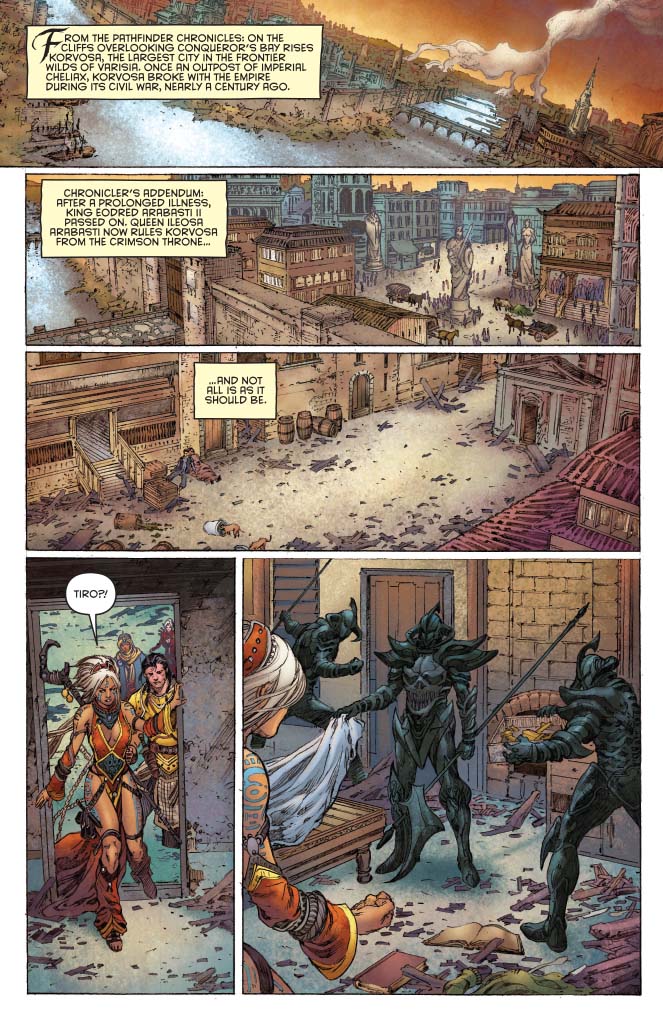 FROM THE PATHFINDER CHRONICLES: ON THE
CLIFFS OVERLOOKING CONQUEROR'S BAY RISES
KORVOSA, THE LARGEST CITY IN THE FRONTIER
WILDS OF VARISIA. ONCE AN OUTPOST OF IMPERIAL
CHELIAX, KORVOSA BROKE WITH THE EMPIRE
DURING ITS CIVIL WAR, NEARLY A CENTURY AGO.
CHRONICLER'S ADDENDUM:
AFTER A PROLONGED ILLNESS,
KING EODRED ARABASTI II
PASSED ON. QUEEN ILEOSA
ARABASTI NOW RULES KORVOSA
FROM THE CRIMSON THRONE...
...AND NOT
ALL IS AS IT
SHOULD BE.
TIRO?!